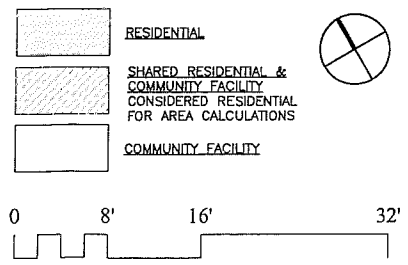 RESIDENTIAL
SHARED RESIDENTIAL &
COMMUNITY FACILITY
CONSIDERED RESIDENTIAL
FOR AREA CALCULATIONS
COMMUNITY FACILITY
0 8' 16' 32'